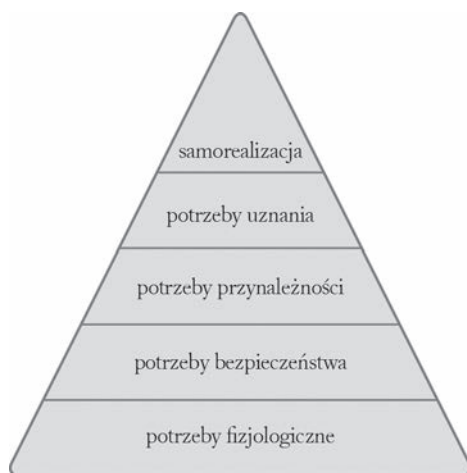 samorealizacja
potrzeby uznania
potrzeby przynależności
potrzeby bezpieczeństwa
potrzeby fizjologiczne